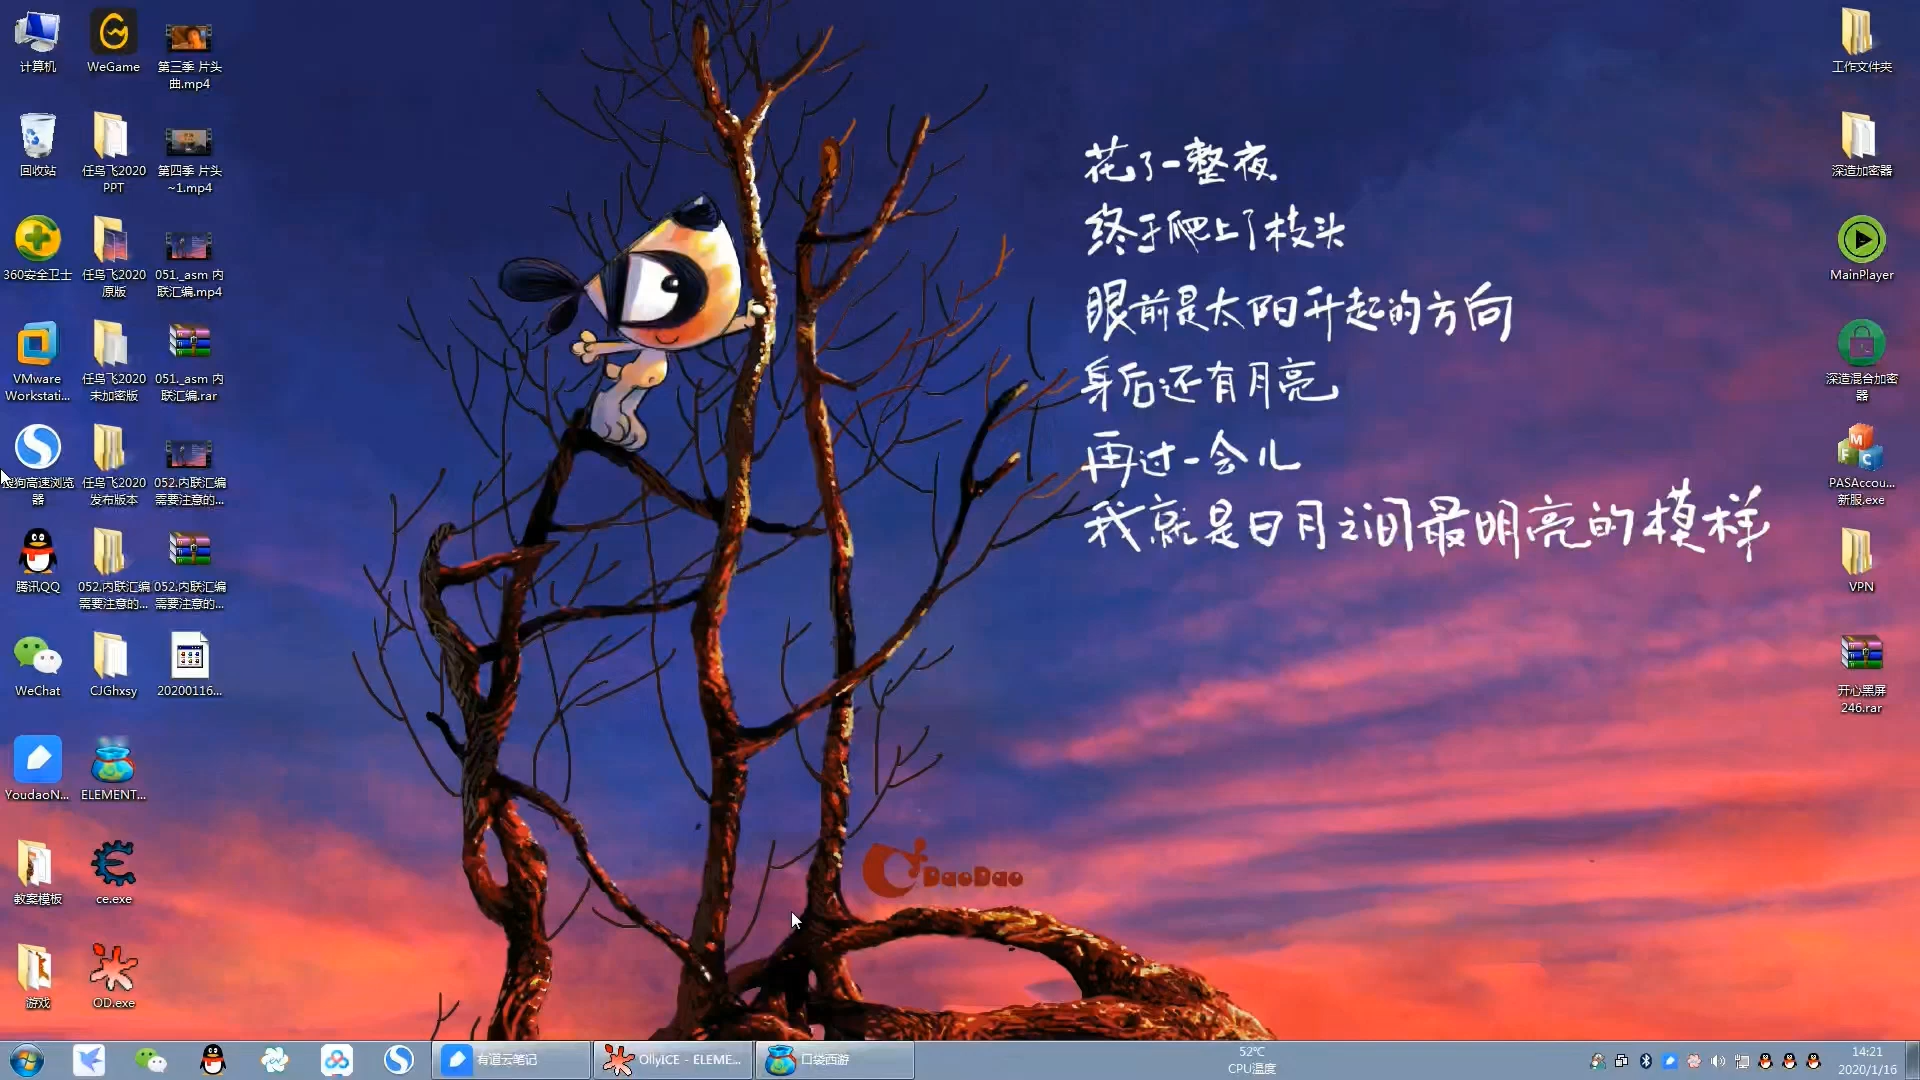 计算机
WeGame
第三季 片头
曲.mp4
回收站
任鸟飞2020
PPT
第四季 片头
~1.mp4
360安全卫士
任鸟飞2020
原版
051._asm 内
联汇编.mp4
VMware
Workstati...
任鸟飞2020
未加密版
051._asm 内
联汇编.rar
搜狗高速浏览
器
任鸟飞2020
发布版本
052.内联汇编
需要注意的...
腾讯QQ
052.内联汇编
需要注意的...
052.内联汇编
需要注意的...
WeChat
CJGhxsy
20200116...
YoudaoN...
ELEMENT...
教案模板
ce.exe
游戏
OD.exe
花了一整夜
终于爬上了枝头
眼前是太阳升起的方向
身后还有月亮
再过一会儿
我就是日月之间最明亮的模样
DaoDao
工作文件夹
深造加密器
MainPlayer
深造混合加密
器
PASAccou...
新服.exe
VPN
开心黑屏
246.rar
有道云笔记
OllyICE - ELEME...
口袋西游
52℃
CPU温度
14:21
2020/1/16